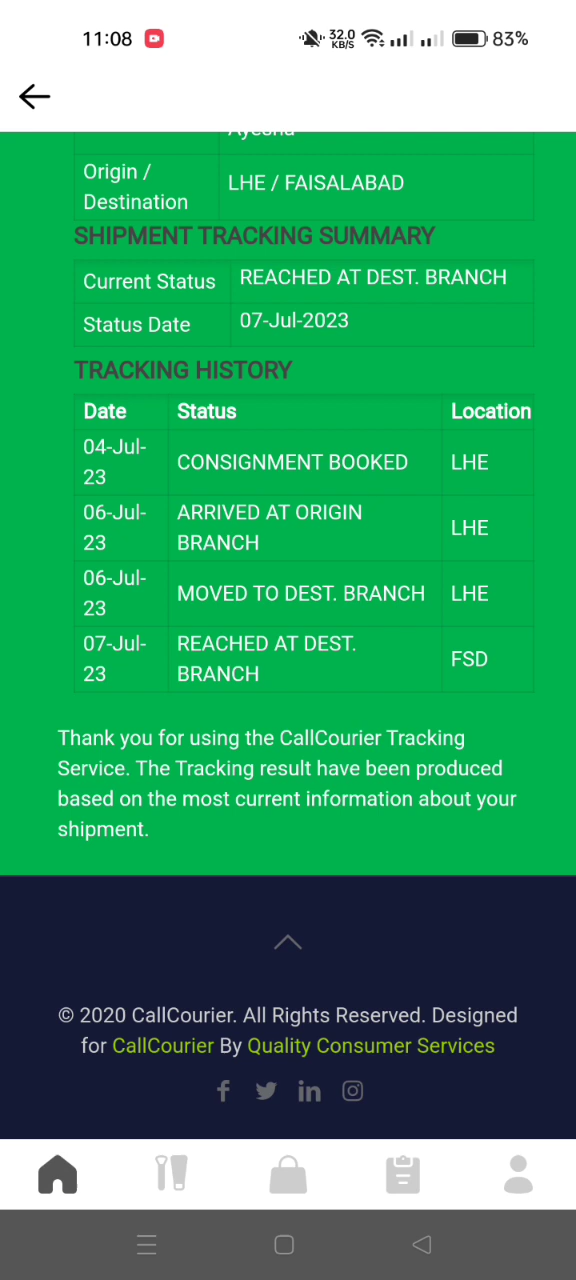 11:08
32.0
KB/S
83%
Ayesha
Origin /
Destination
LHE / FAISALABAD
SHIPMENT TRACKING SUMMARY
Current Status
REACHED AT DEST. BRANCH
Status Date
07-Jul-2023
TRACKING HISTORY
Date Status Location
04-Jul-
23
CONSIGNMENT BOOKED
LHE
06-Jul-
23
ARRIVED AT ORIGIN
BRANCH
LHE
06-Jul-
23
MOVED TO DEST. BRANCH
LHE
07-Jul-
23
REACHED AT DEST.
BRANCH
FSD
Thank you for using the CallCourier Tracking
Service. The Tracking result have been produced
based on the most current information about your
shipment.
© 2020 CallCourier. All Rights Reserved. Designed
for CallCourier By Quality Consumer Services